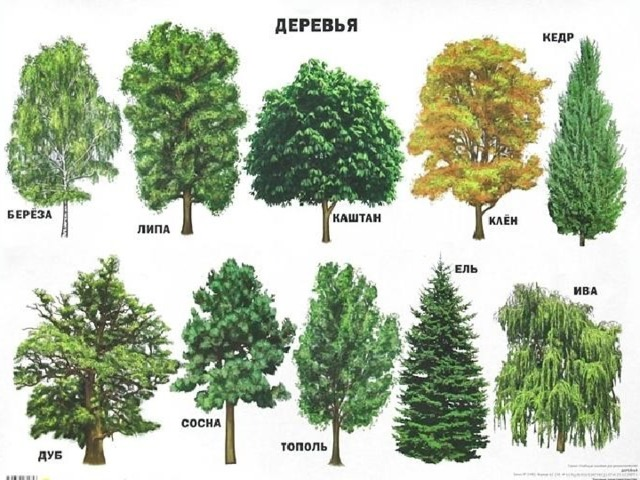 ДЕРЕВЬЯ
КЕДР
БЕРЁЗА
ЛИПА
КАШТАН
КЛЁН
ЕЛЬ
ИВА
СОСНА
ТОПОЛЬ
ДУБ